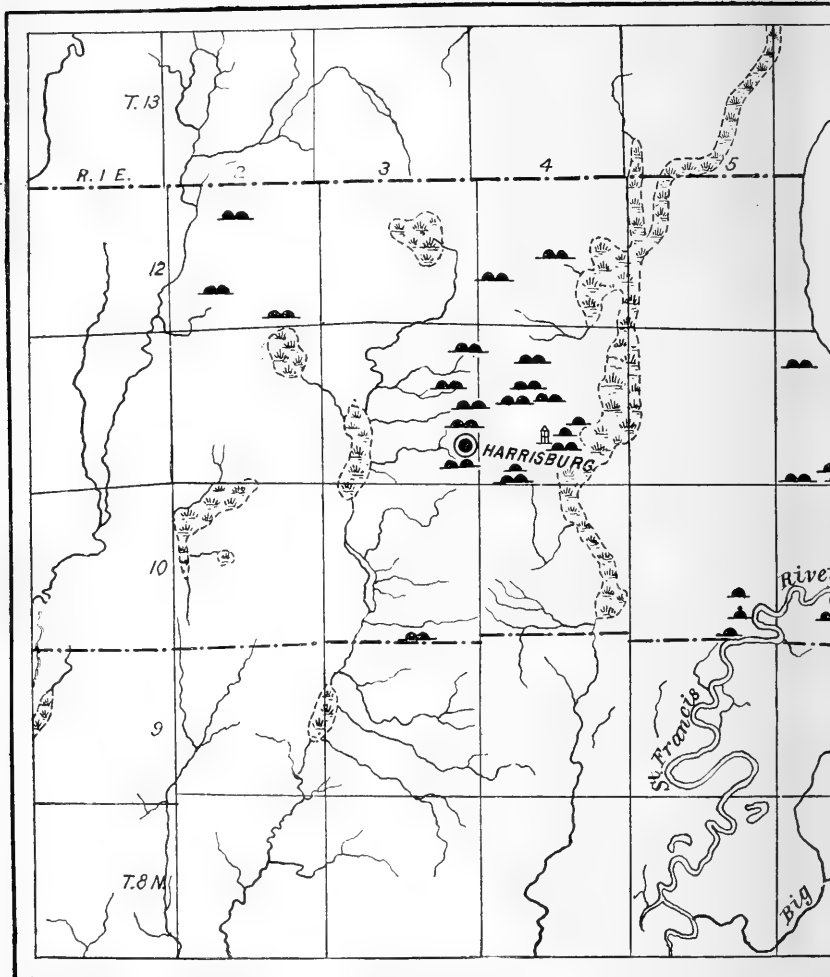 T. 13
R. 1 E.
2
3
4
5
12
HARRISBURG
10
River
9
St. Francis
T. 8 N.
Big